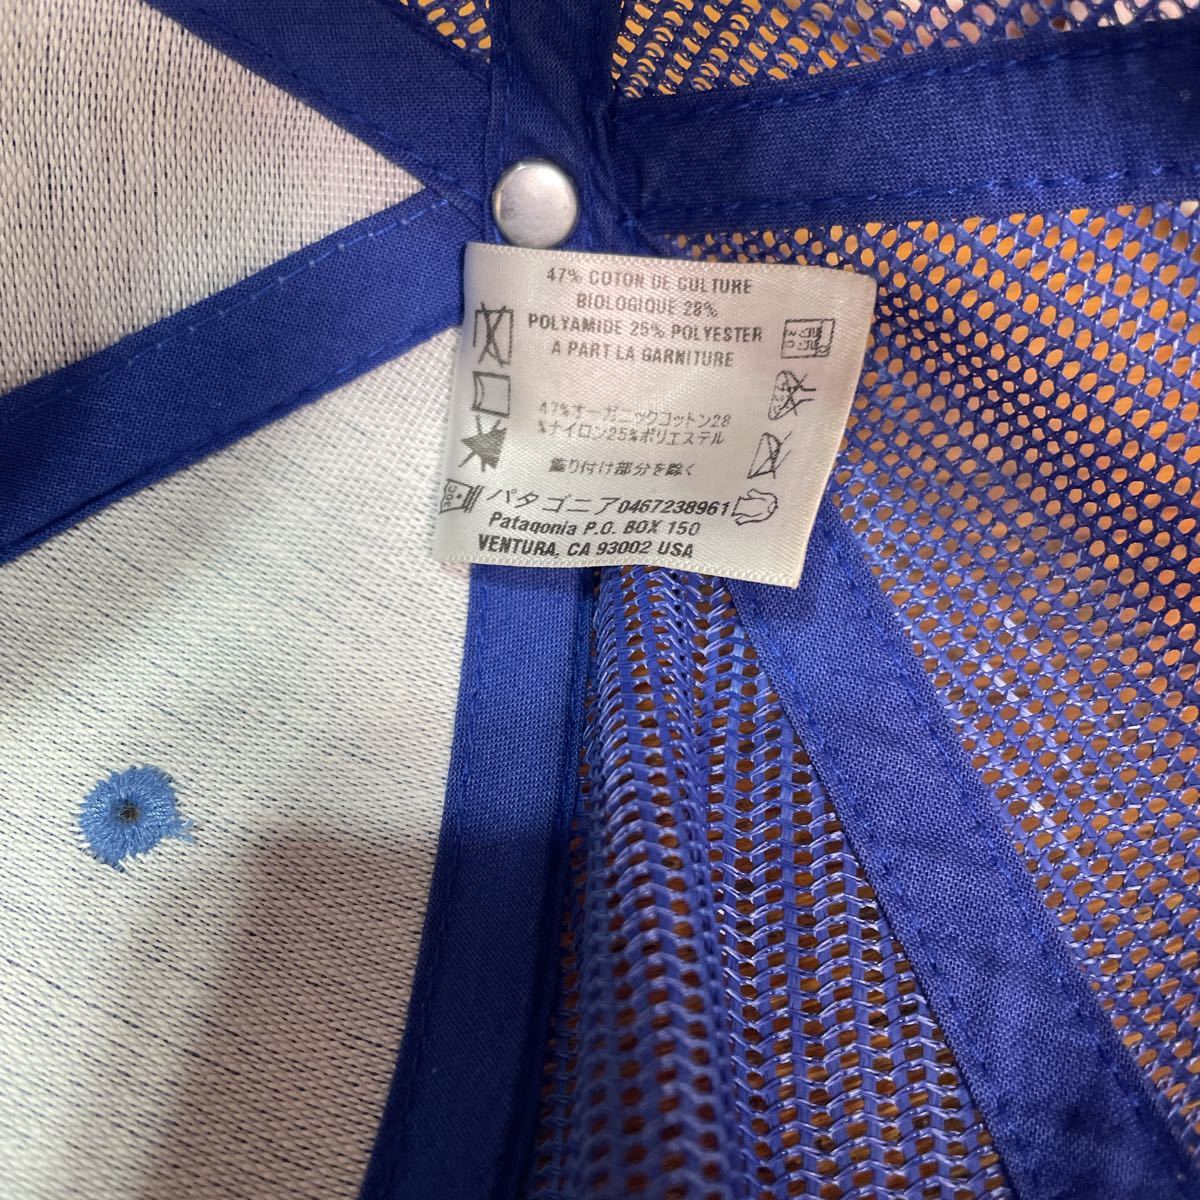 47% COTON DE CULTURE
BIOLOGIQUE 28%
POLYAMIDE 25% POLYESTER
A PART LA GARNITURE
47%オーガニックコットン28
%ナイロン25%ポリエステル
飾り付け部分を除く
パタゴニア0467238961
Patagonia P.O. BOX 150
VENTURA, CA 93002 USA